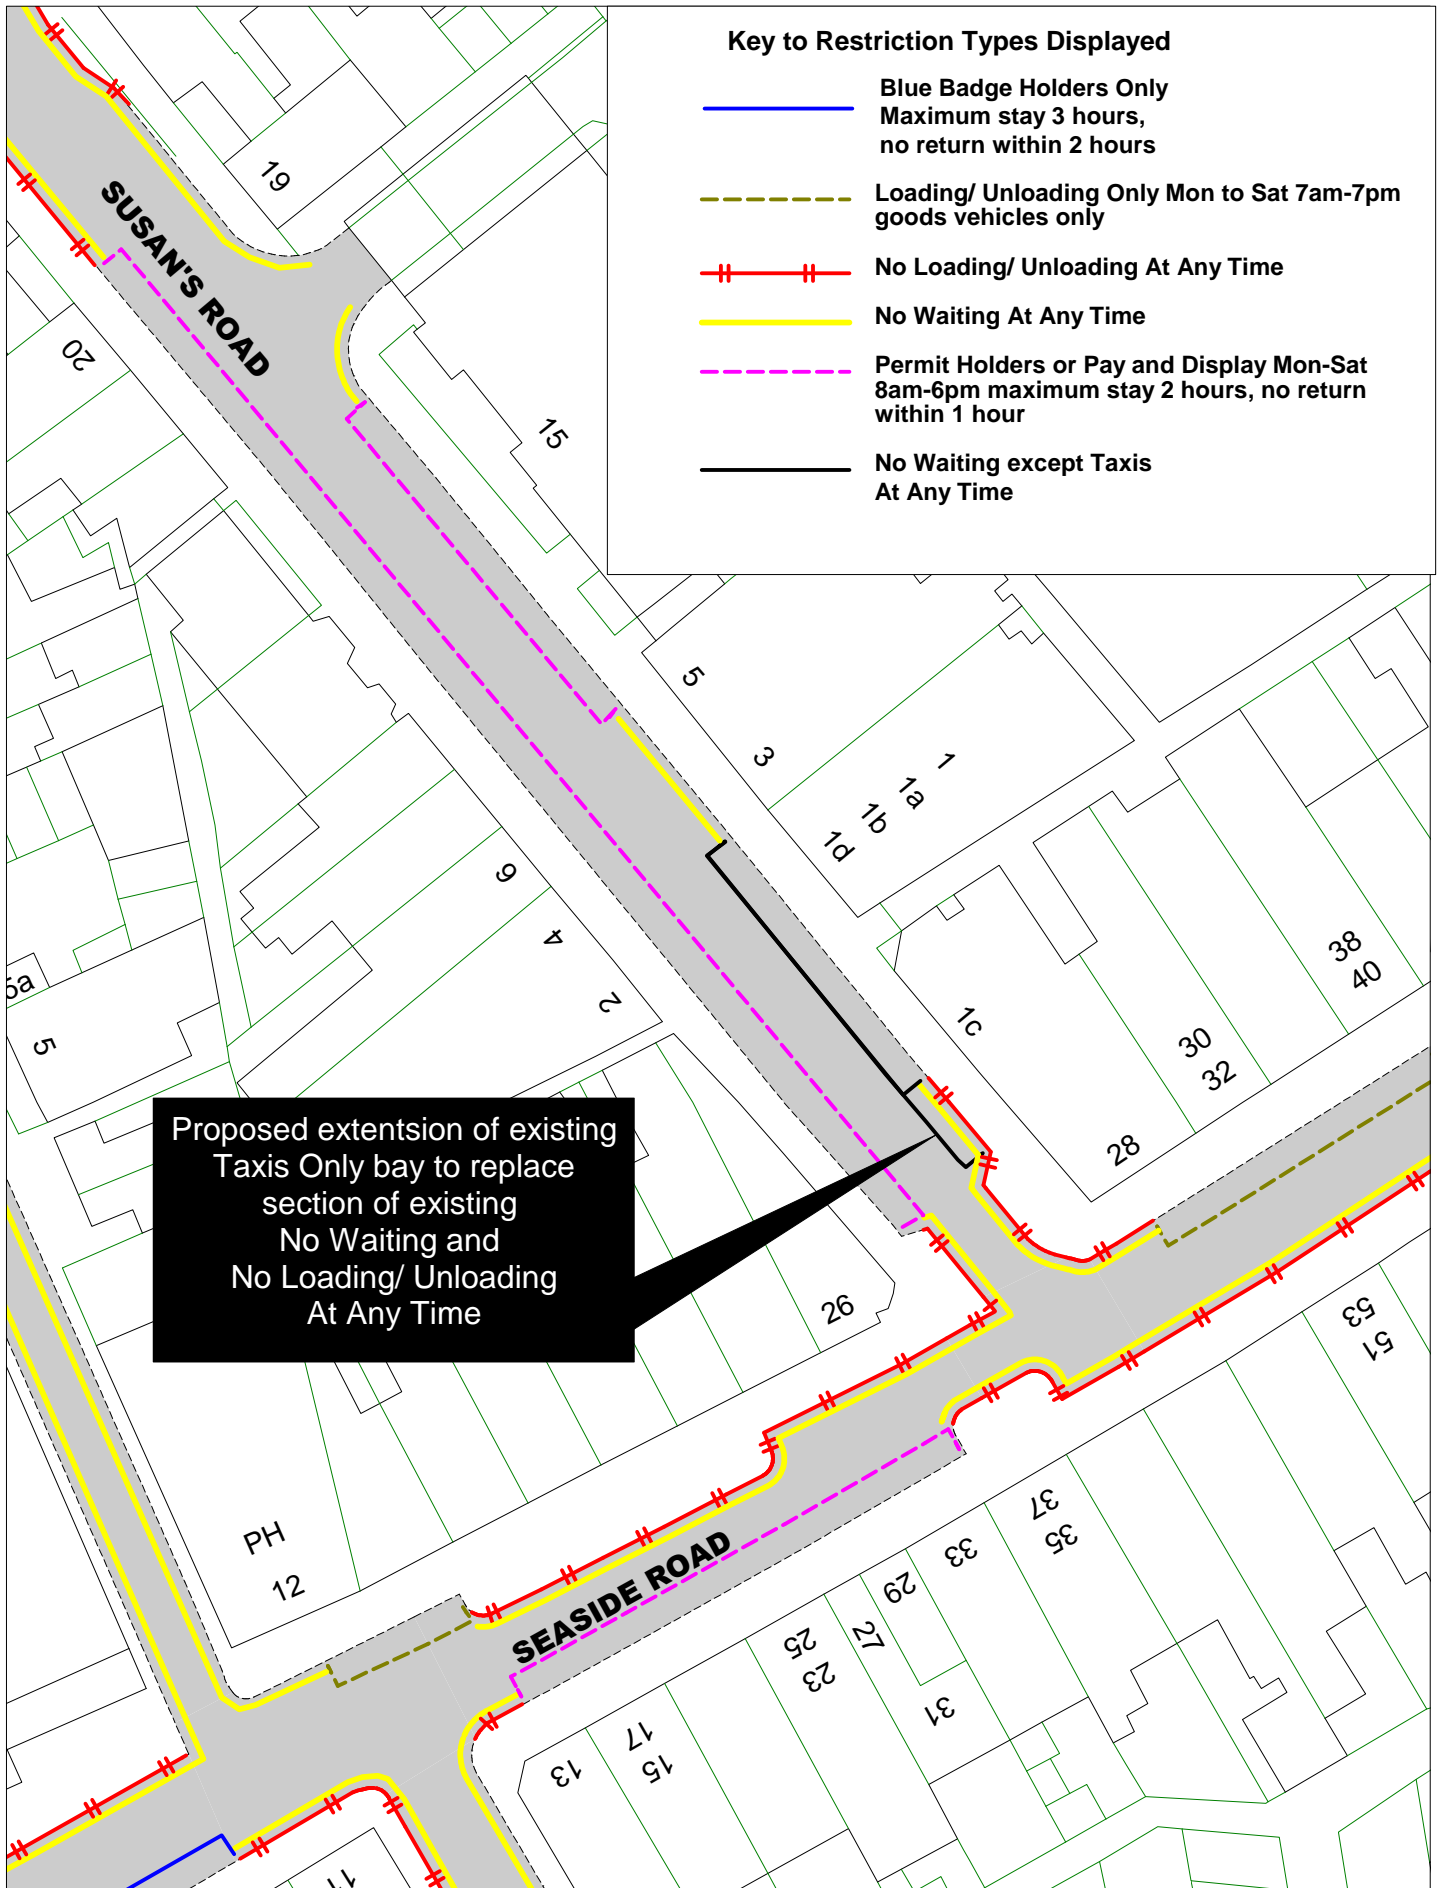 Key to Restriction Types Displayed
Blue Badge Holders Only
Maximum stay 3 hours,
no return within 2 hours
Loading/ Unloading Only Mon to Sat 7am-7pm
goods vehicles only
No Loading/ Unloading At Any Time
No Waiting At Any Time
Permit Holders or Pay and Display Mon-Sat
8am-6pm maximum stay 2 hours, no return
within 1 hour
No Waiting except Taxis
At Any Time
19
SUSAN'S ROAD
20
15
5
3
1
1a
1b
1d
6
4
2
5a
5
1c
38
40
30
32
28
Proposed extentsion of existing
Taxis Only bay to replace
section of existing
No Waiting and
No Loading/ Unloading
At Any Time
26
53
51
PH
12
SEASIDE ROAD
37
35
33
29
27
25
23
31
17
15
13
11